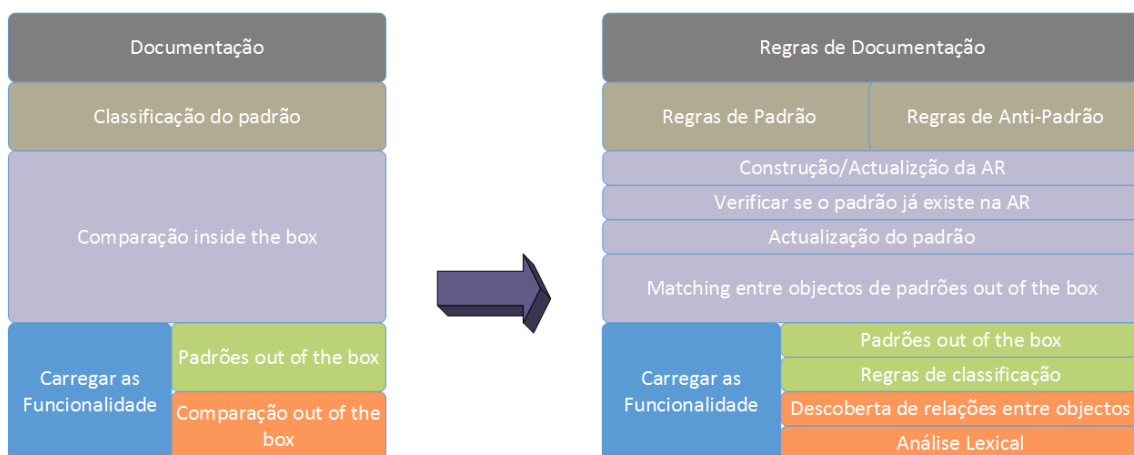 Documentação
Classificação do padrão
Comparação inside the box
Carregar as
Funcionalidade
Padrões out of the box
Comparação out of the
box
Regras de Documentação
Regras de Padrão
Regras de Anti-Padrão
Construção/Actualizção da AR
Verificar se o padrão já existe na AR
Actualização do padrão
Matching entre objectos de padrões out of the box
Carregar as
Funcionalidade
Padrões out of the box
Regras de classificação
Descoberta de relações entre objectos
Análise Lexical